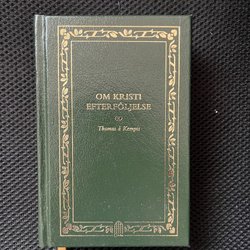 OM KRISTI
EFTERFÖLJELSE
Thomas à Kempis